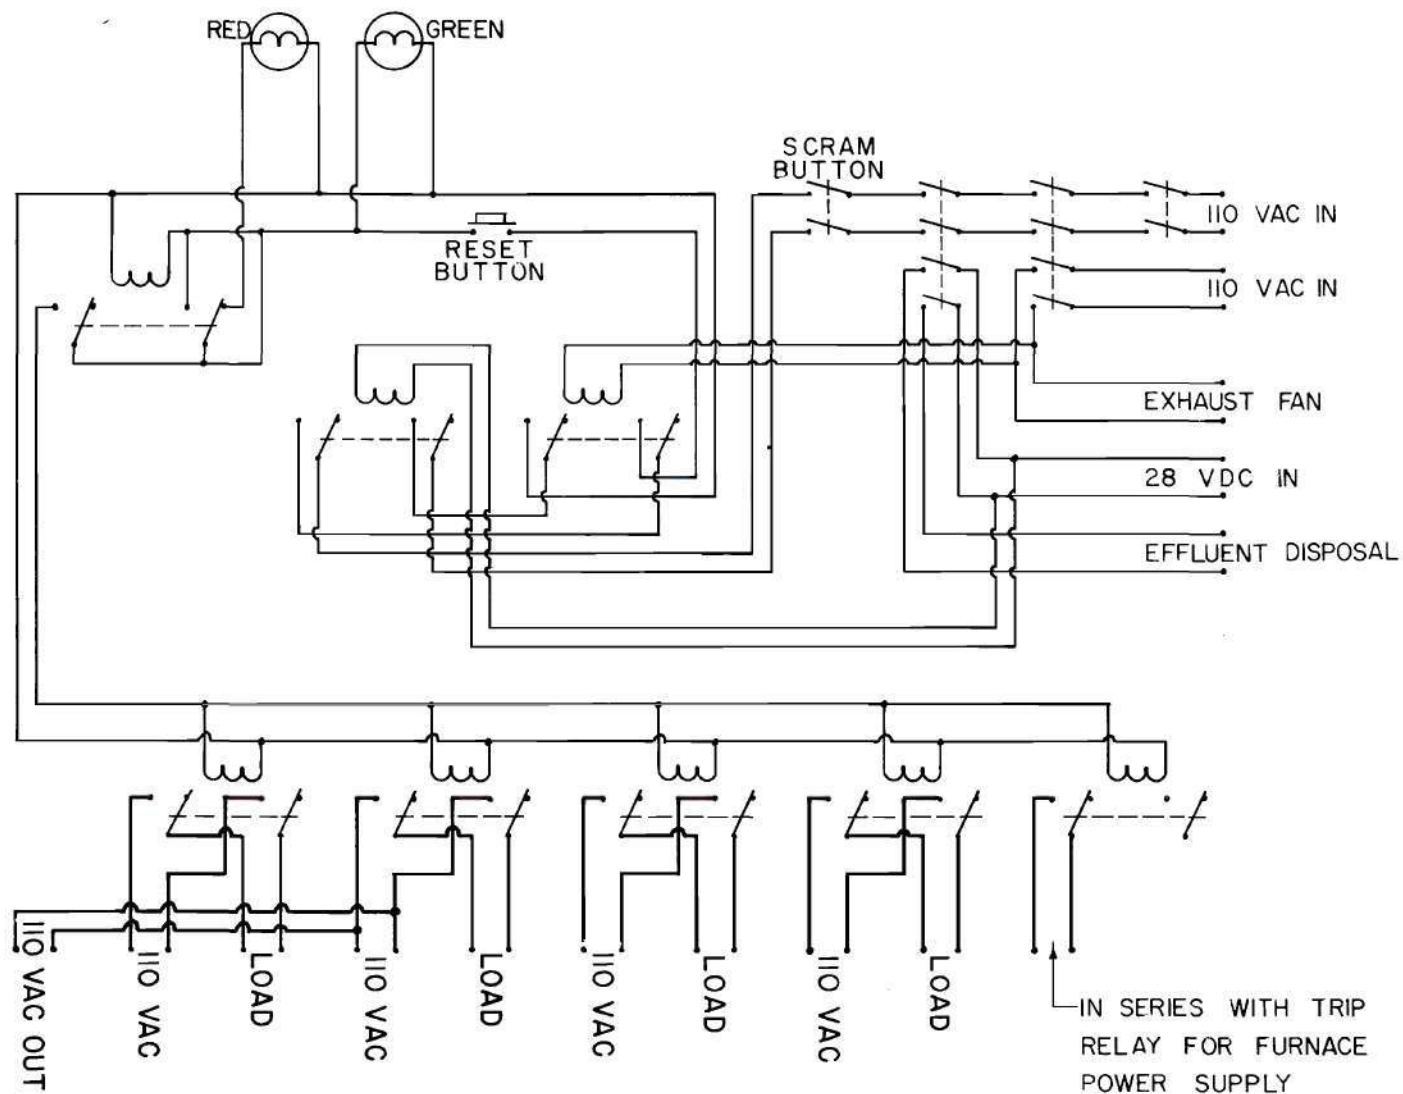 RED
GREEN
SCRAM
BUTTON
110 VAC IN
RESET
BUTTON
110 VAC IN
EXHAUST FAN
28 VDC IN
EFFLUENT DISPOSAL
110 VAC OUT
110 VAC
LOAD
110 VAC
LOAD
110 VAC
LOAD
110 VAC
LOAD
IN SERIES WITH TRIP
RELAY FOR FURNACE
POWER SUPPLY